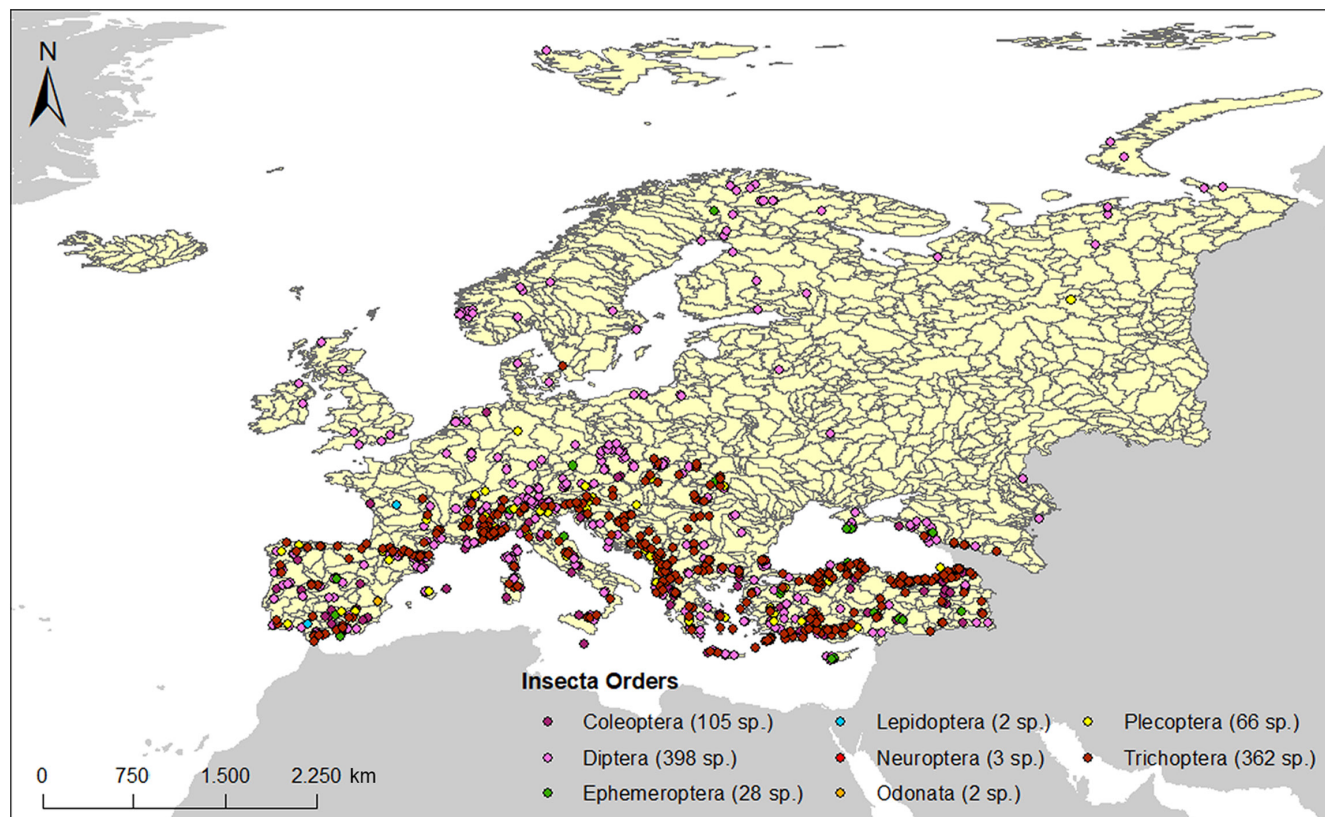 N
Insecta Orders
Coleoptera (105 sp.)
Lepidoptera (2 sp.)
Plecoptera (66 sp.)
Diptera (398 sp.)
Neuroptera (3 sp.)
Trichoptera (362 sp.)
Ephemeroptera (28 sp.)
Odonata (2 sp.)
0 750 1.500 2.250 km